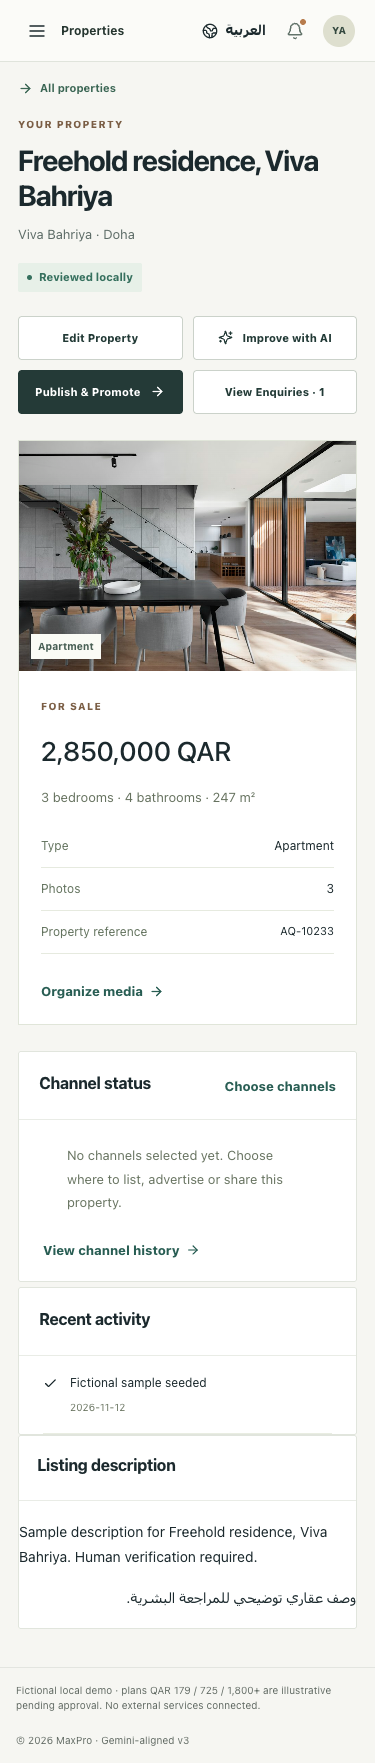 Properties
العربية
YA
All properties
YOUR PROPERTY
Freehold residence, Viva
Bahriya
Viva Bahriya · Doha
Reviewed locally
Edit Property
Improve with AI
Publish & Promote
View Enquiries · 1
Apartment
FOR SALE
2,850,000 QAR
3 bedrooms · 4 bathrooms · 247 m²
Type Apartment
Photos 3
Property reference AQ-10233
Organize media
Channel status
Choose channels
No channels selected yet. Choose
where to list, advertise or share this
property.
View channel history
Recent activity
Fictional sample seeded
2026-11-12
Listing description
Sample description for Freehold residence, Viva
Bahriya. Human verification required.
وصف عقاري توضيحي للمراجعة البشرية.
Fictional local demo · plans QAR 179 / 725 / 1,800+ are illustrative
pending approval. No external services connected.
© 2026 MaxPro · Gemini-aligned v3